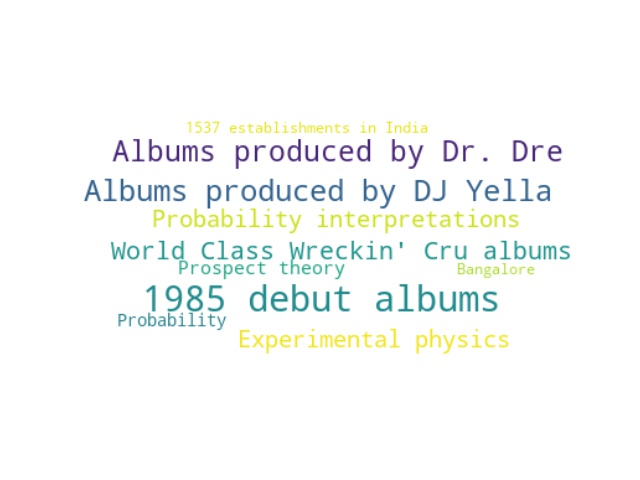 1537 establishments in India
Albums produced by Dr. Dre
Albums produced by DJ Yella
Probability interpretations
World Class Wreckin' Cru albums
Prospect theory
Bangalore
1985 debut albums
Probability
Experimental physics